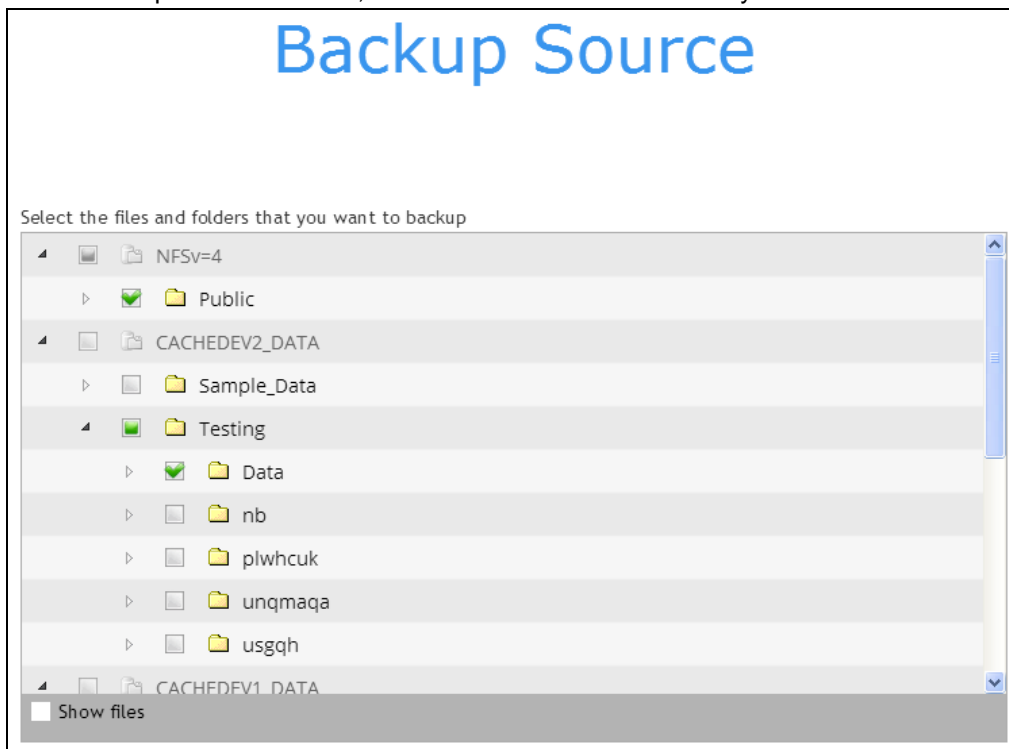 Backup Source
Select the files and folders that you want to backup
NFSv=4
Public
CACHEDEV2_DATA
Sample_Data
Testing
Data
nb
plwhcuk
unqmaqa
usgqh
CACHEDEV1_DATA
Show files